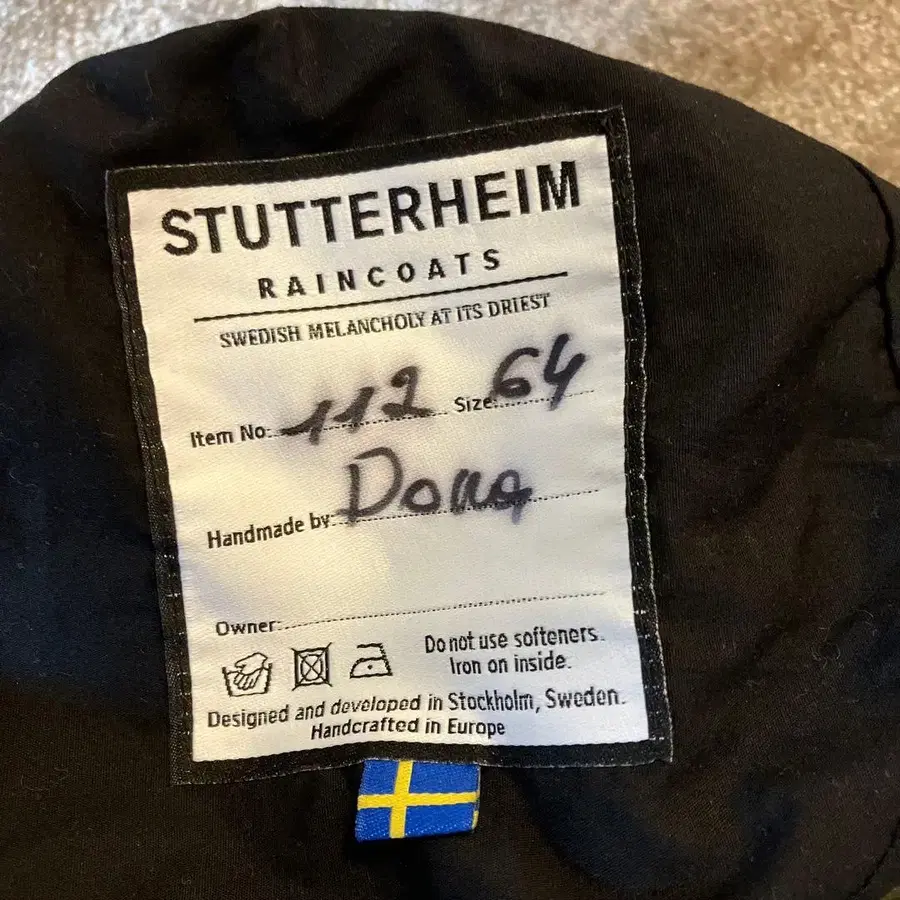 STUTTERHEIM
RAINCOATS
SWEDISH MELANCHOLY AT ITS DRIEST
Item No: 112 Size: 64
Handmade by: Dona
Owner:
Do not use softeners.
Iron on inside.
Designed and developed in Stockholm, Sweden.
Handcrafted in Europe